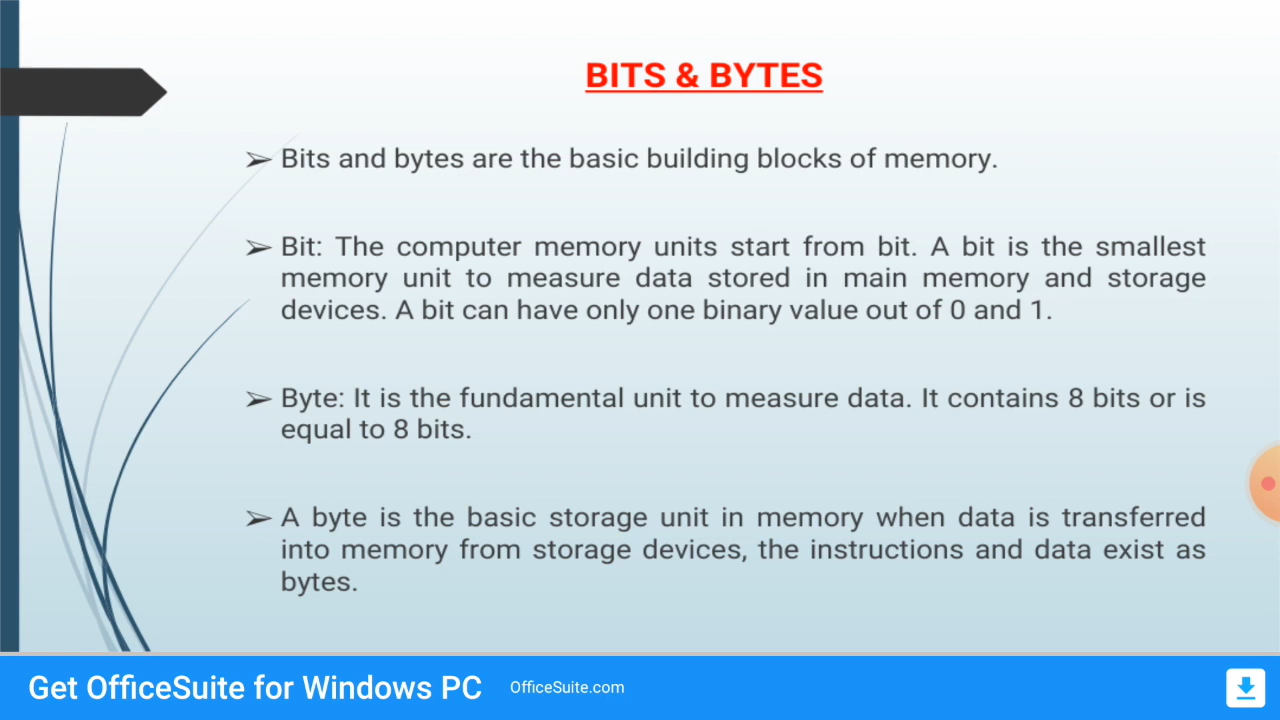 BITS & BYTES
➢ Bits and bytes are the basic building blocks of memory.
➢ Bit: The computer memory units start from bit. A bit is the smallest
memory unit to measure data stored in main memory and storage
devices. A bit can have only one binary value out of 0 and 1.
➢ Byte: It is the fundamental unit to measure data. It contains 8 bits or is
equal to 8 bits.
➢ A byte is the basic storage unit in memory when data is transferred
into memory from storage devices, the instructions and data exist as
bytes.
Get OfficeSuite for Windows PC OfficeSuite.com